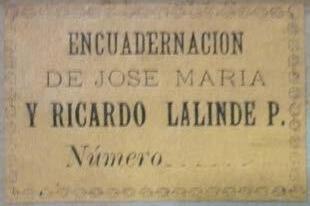 ENCUADERNACION
DE JOSE MARIA
Y RICARDO LALINDE P.
Número.......